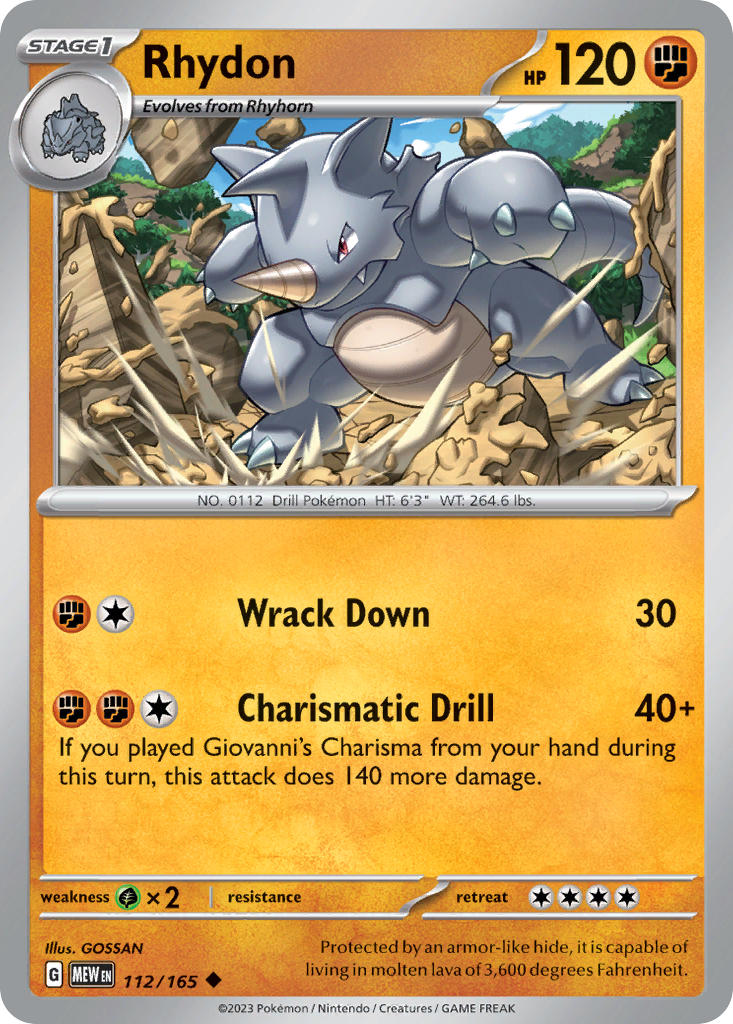 STAGE1
Rhydon
HP 120
Evolves from Rhyhorn
NO. 0112 Drill Pokémon HT: 6'3" WT: 264.6 lbs.
Wrack Down 30
Charismatic Drill 40+
If you played Giovanni's Charisma from your hand during
this turn, this attack does 140 more damage.
weakness ×2 resistance retreat
Illus. GOSSAN
Protected by an armor-like hide, it is capable of
living in molten lava of 3,600 degrees Fahrenheit.
G MEW EN 112/165
©2023 Pokémon / Nintendo / Creatures / GAME FREAK